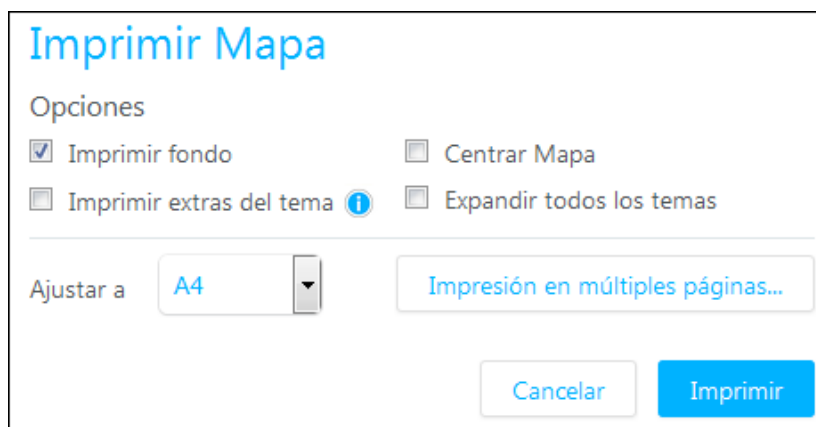 Imprimir Mapa
Opciones
Imprimir fondo
Centrar Mapa
Imprimir extras del tema
Expandir todos los temas
Ajustar a A4
Impresión en múltiples páginas...
Cancelar
Imprimir